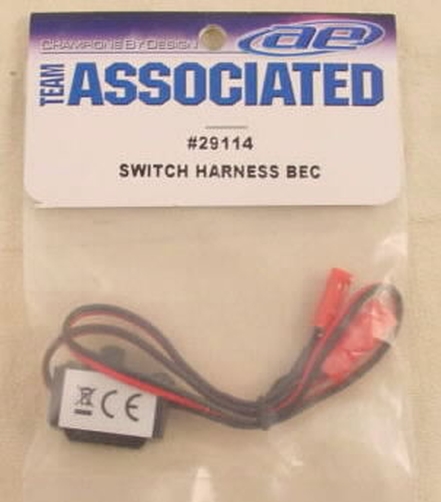 CHAMPIONS BY DESIGN
ae
TEAM ASSOCIATED
#29114
SWITCH HARNESS BEC
CE